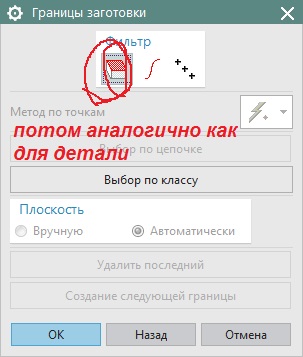 Границы заготовки
Фильтр
Метод по точкам
потом аналогично как
для детали
Выбор по цепочке
Выбор по классу
Плоскость
Вручную
Автоматически
Удалить последний
Создание следующей границы
OK
Назад
Отмена